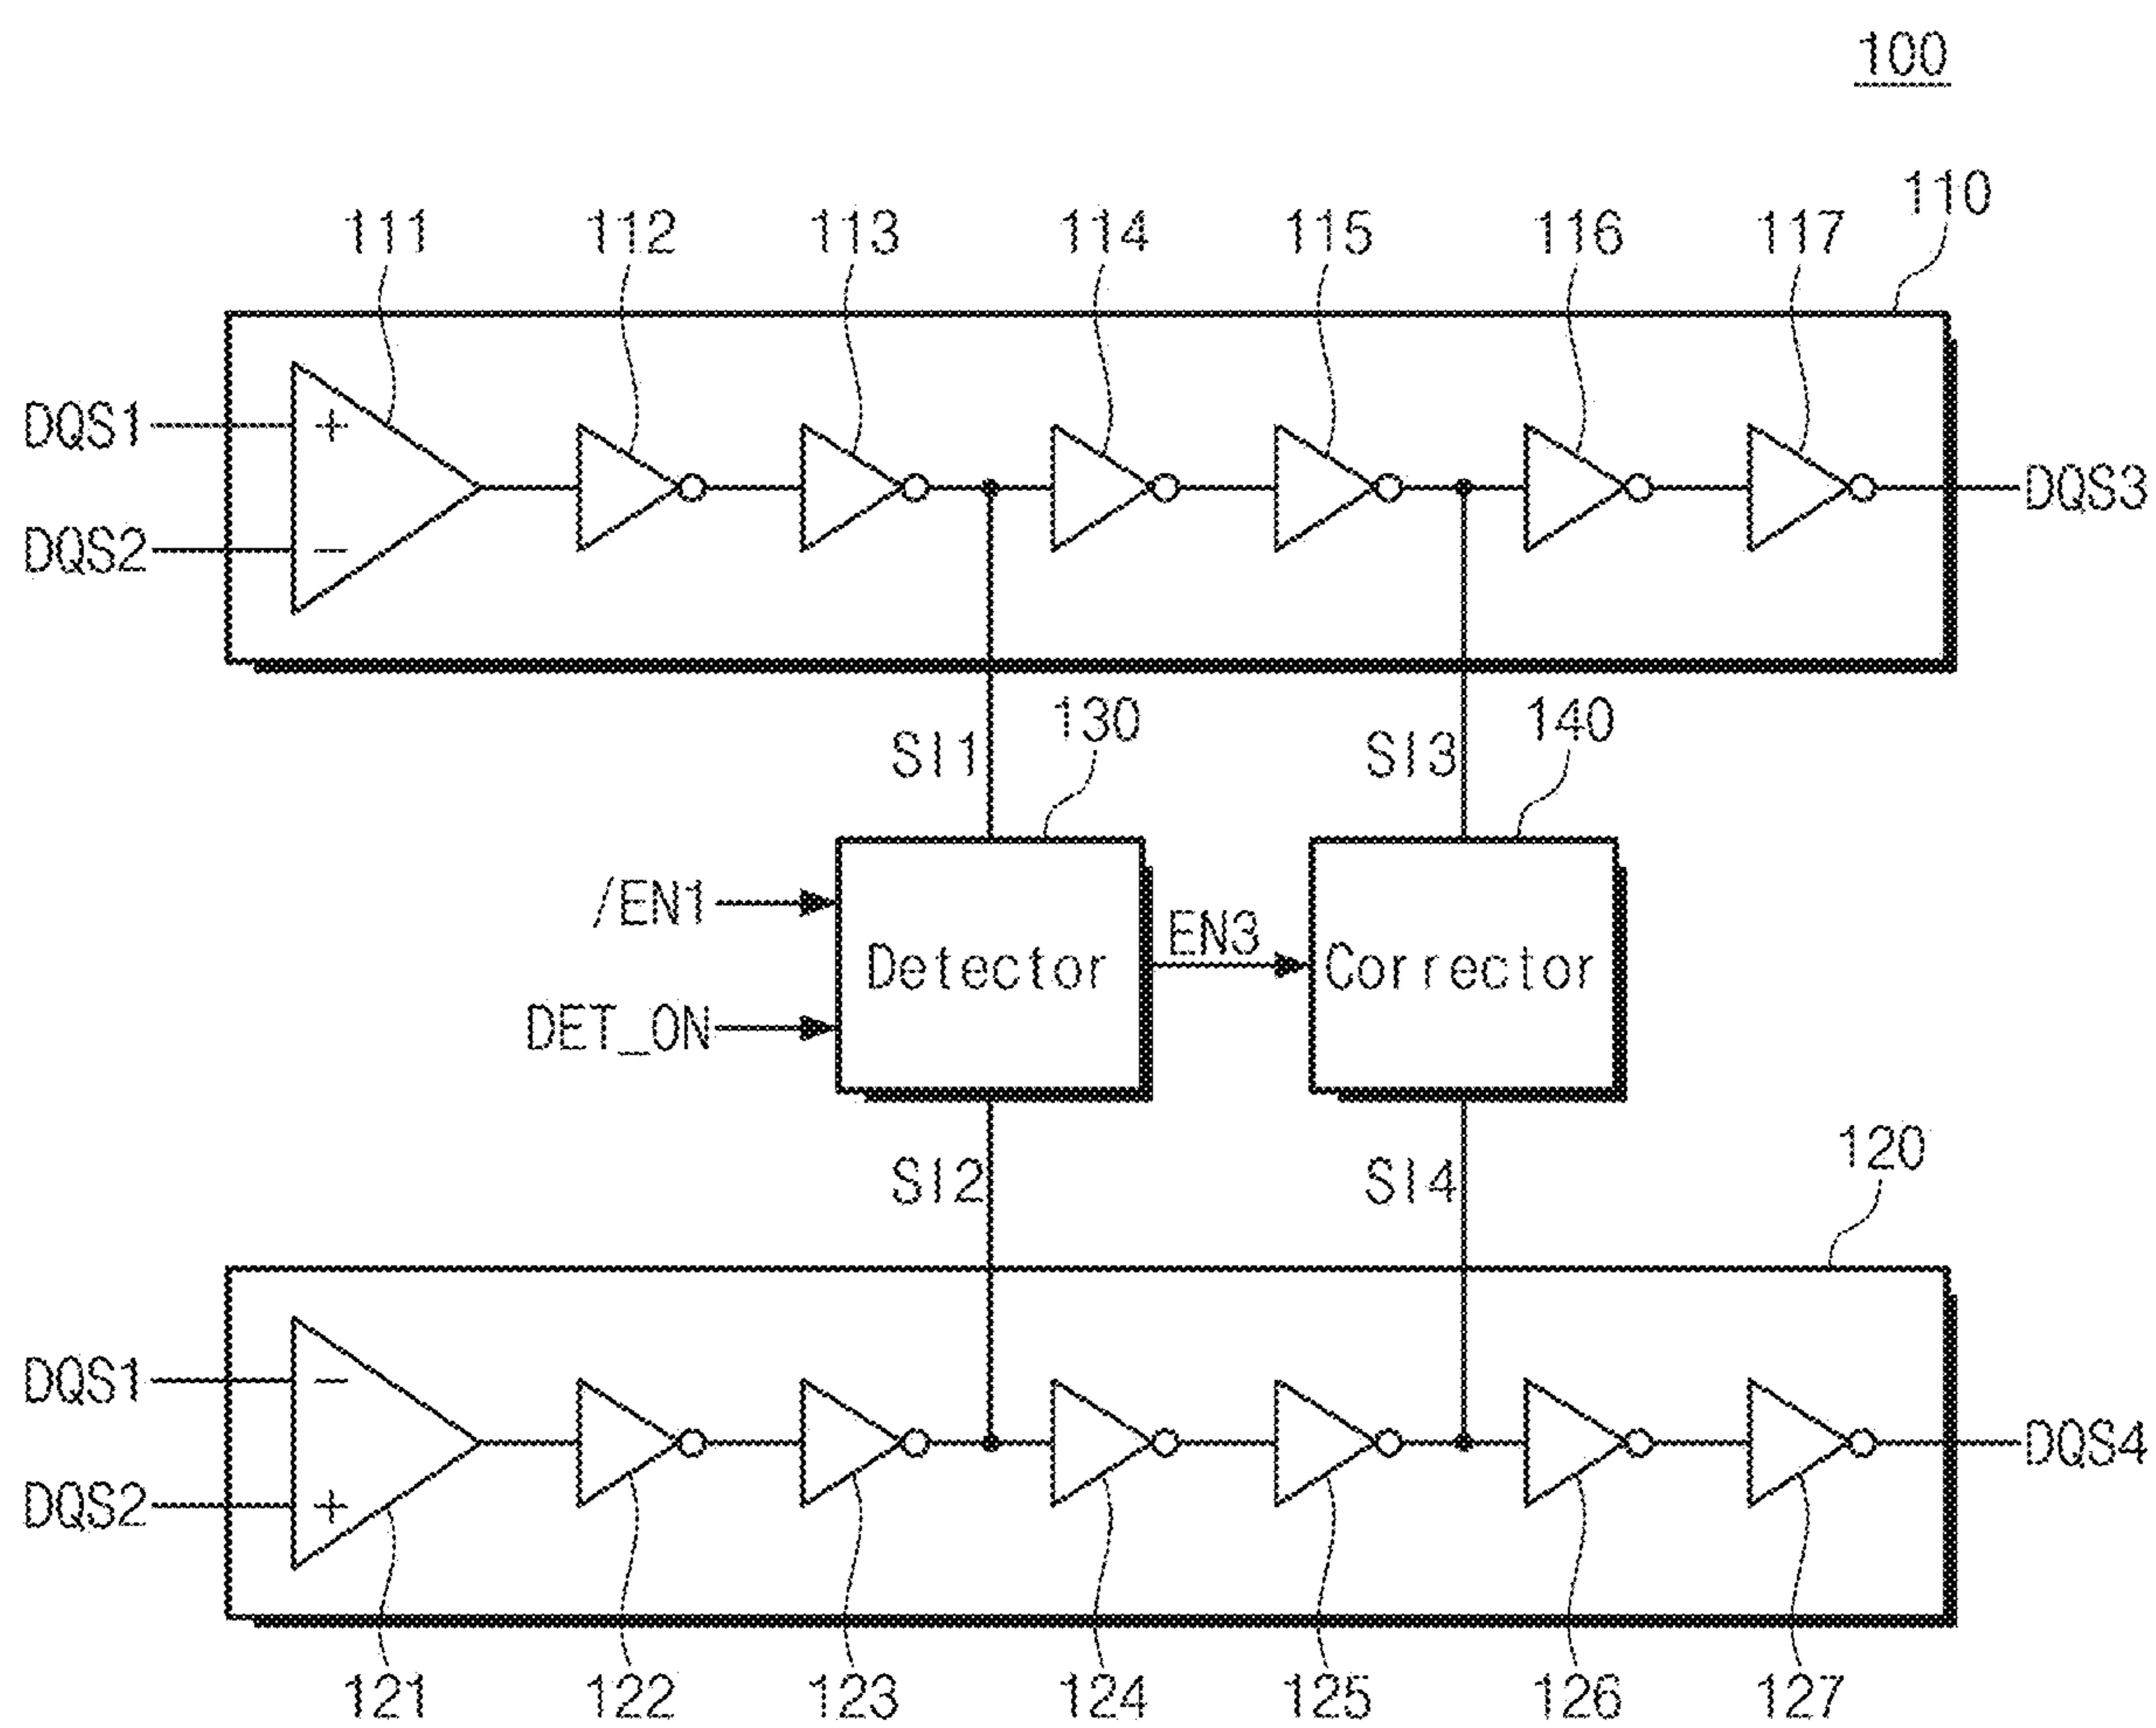 100
110
111 112 113 114 115 116 117
DQS1 +
DQS3
DQS2 −
130 140
SI1 SI3
/EN1
EN3
Detector Corrector
DET_ON
120
SI2 SI4
DQS1 −
DQS4
DQS2 +
121 122 123 124 125 126 127